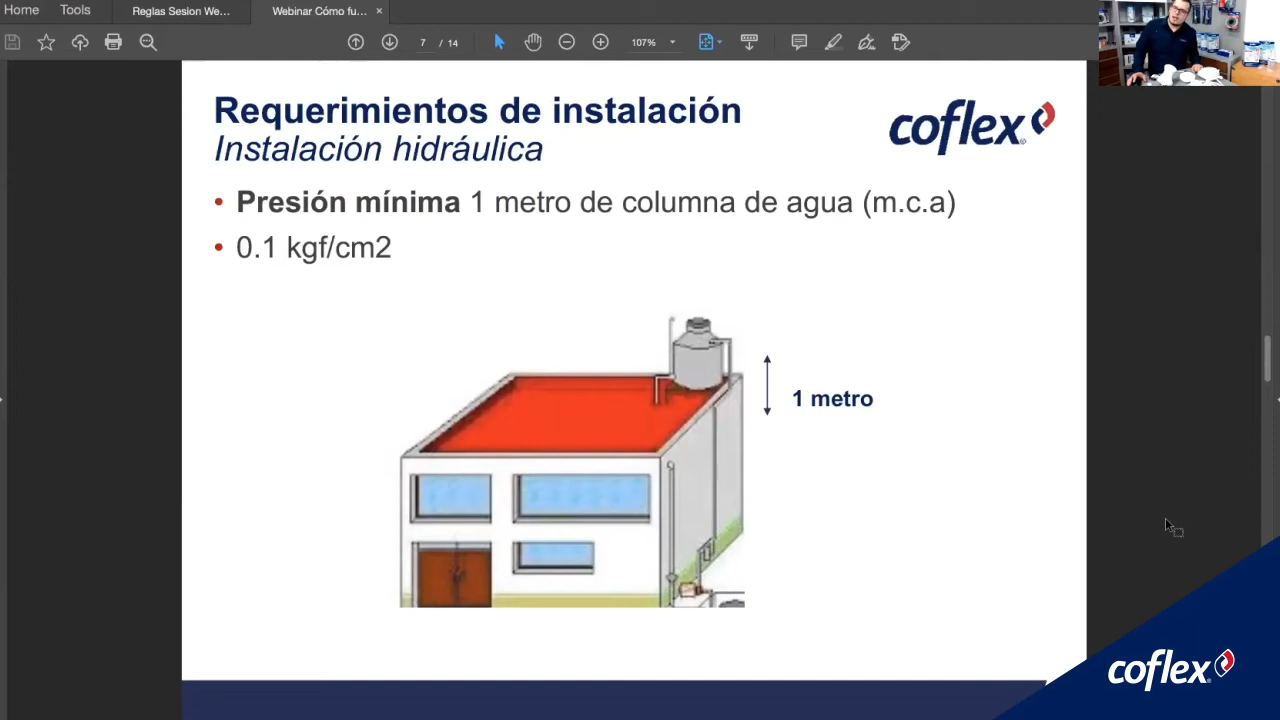 Home
Tools
Reglas Sesion We...
Webinar Cómo fu...
×
7 / 14
107%
Requerimientos de instalación
Instalación hidráulica
coflex
• Presión mínima 1 metro de columna de agua (m.c.a)
• 0.1 kgf/cm2
1 metro
coflex